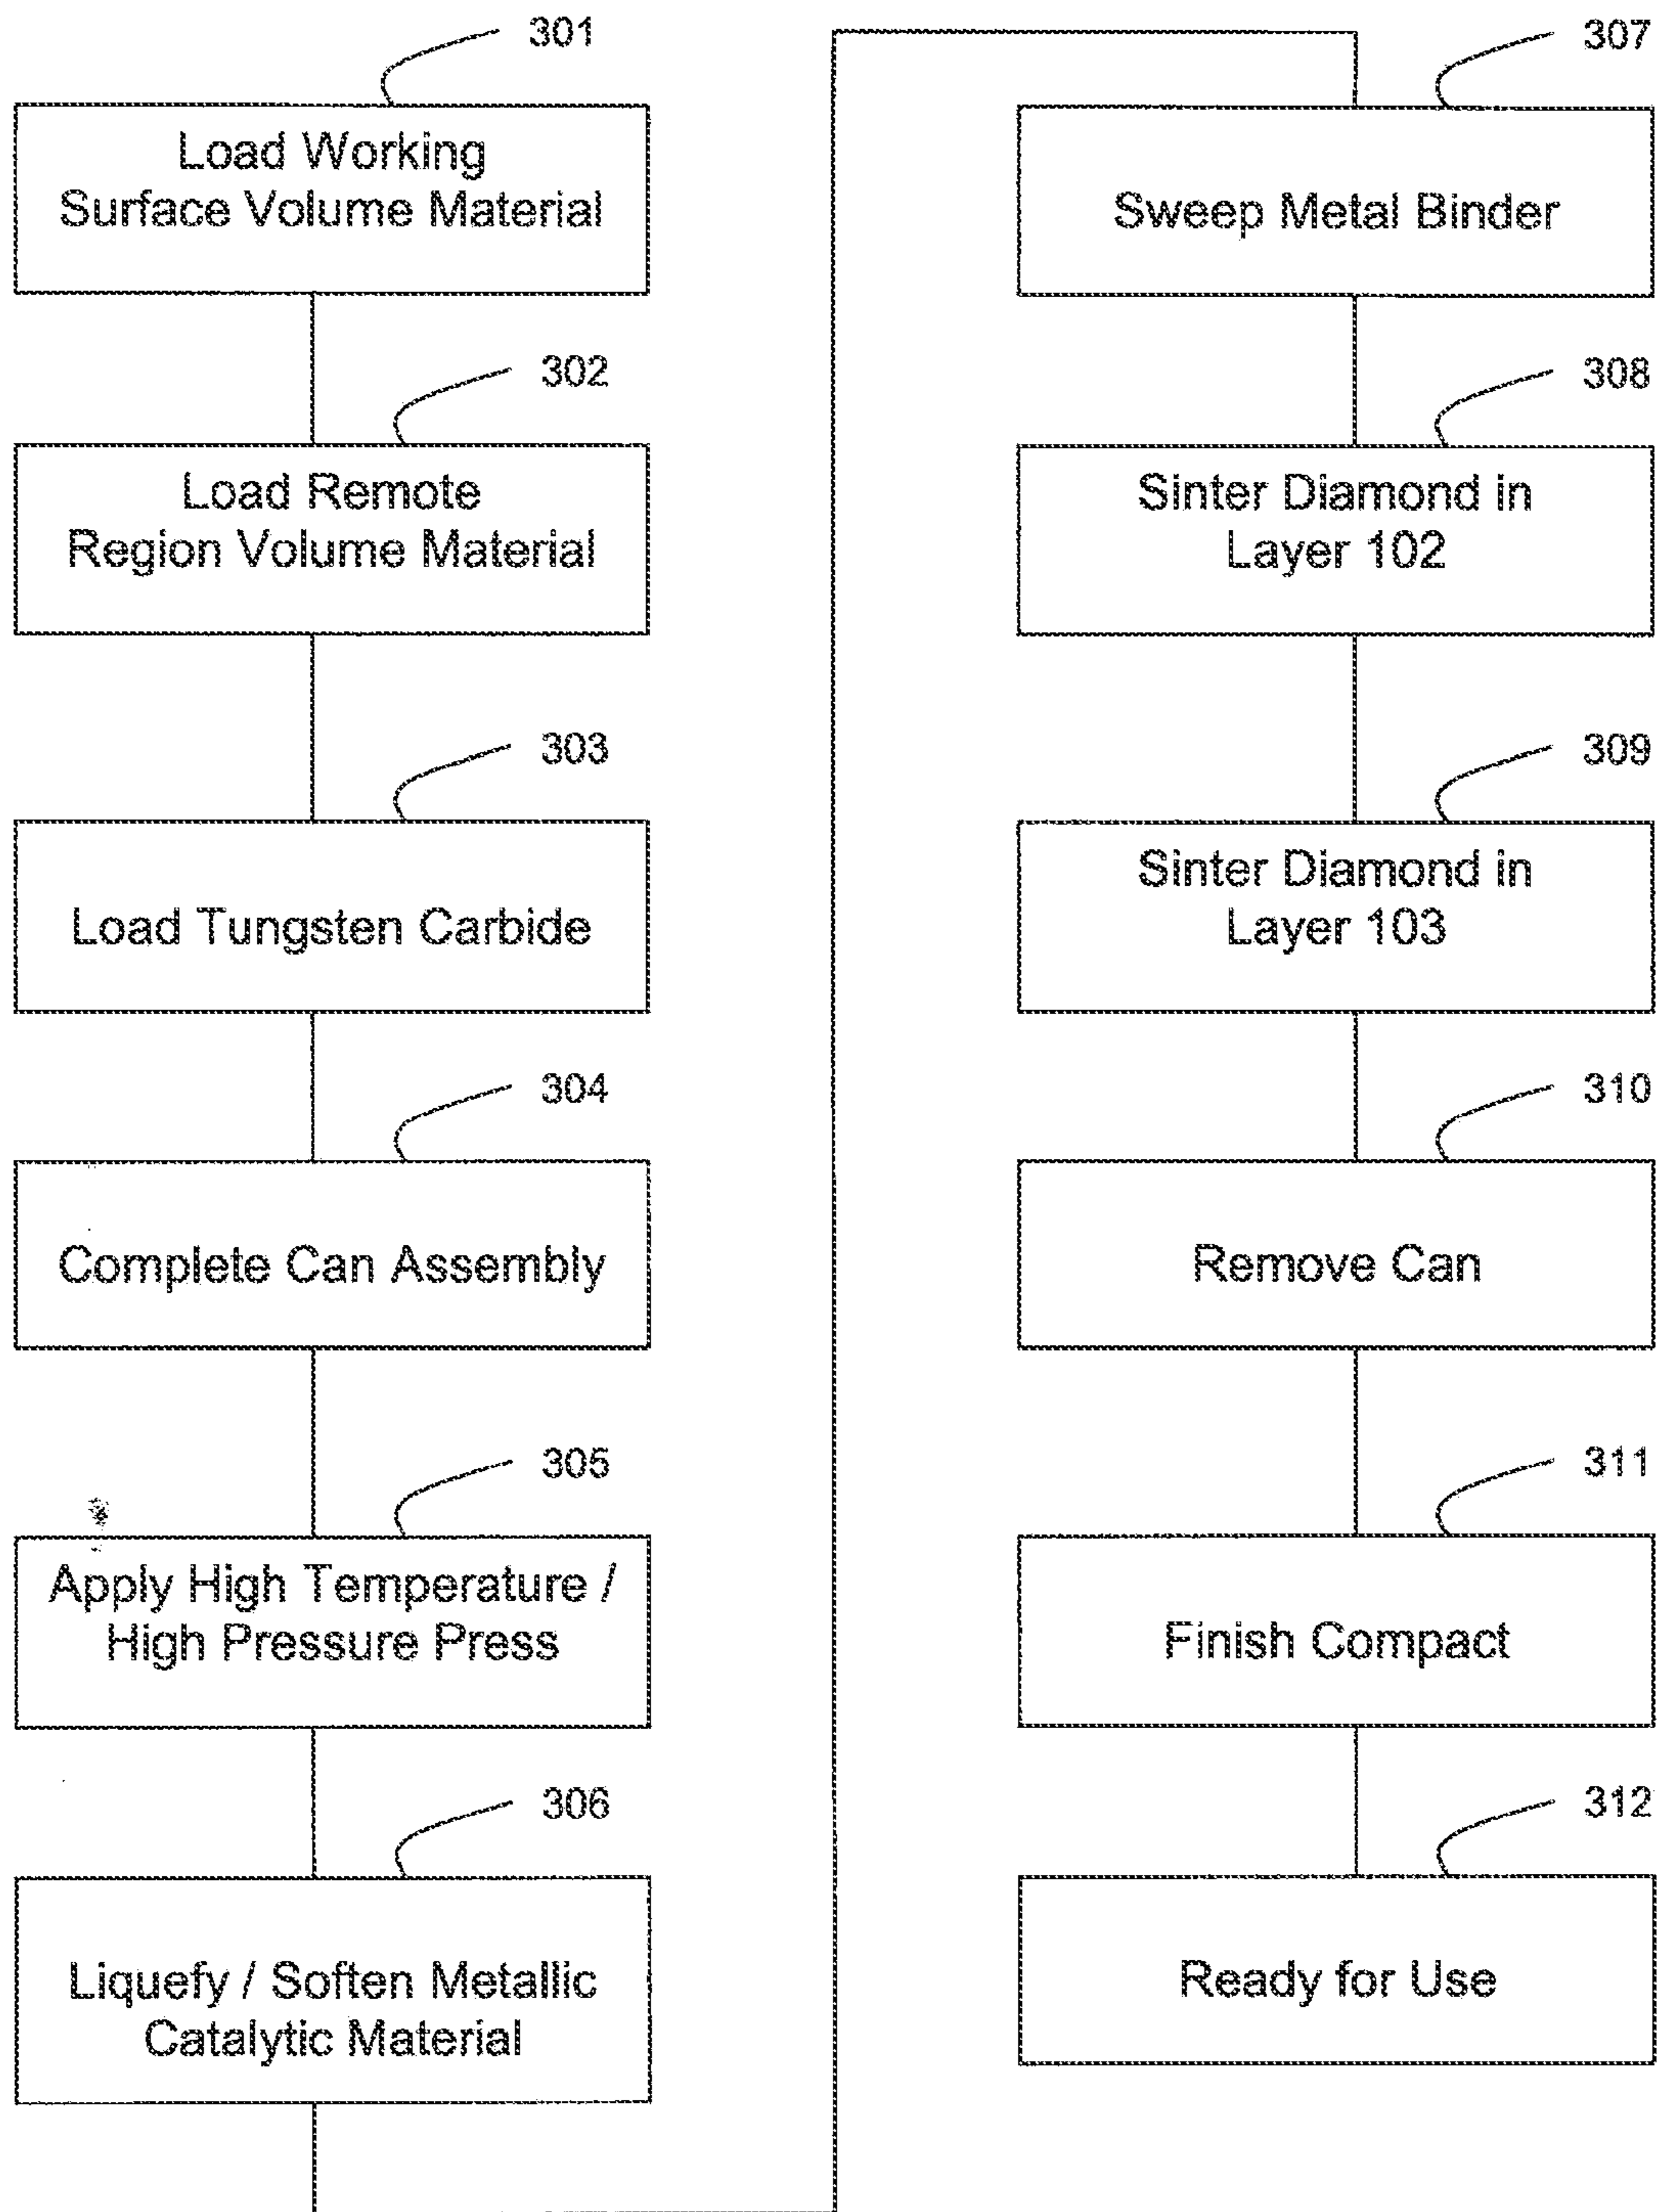 301
Load Working
Surface Volume Material
302
Load Remote
Region Volume Material
303
Load Tungsten Carbide
304
Complete Can Assembly
305
Apply High Temperature /
High Pressure Press
306
Liquefy / Soften Metallic
Catalytic Material
307
Sweep Metal Binder
308
Sinter Diamond in
Layer 102
309
Sinter Diamond in
Layer 103
310
Remove Can
311
Finish Compact
312
Ready for Use